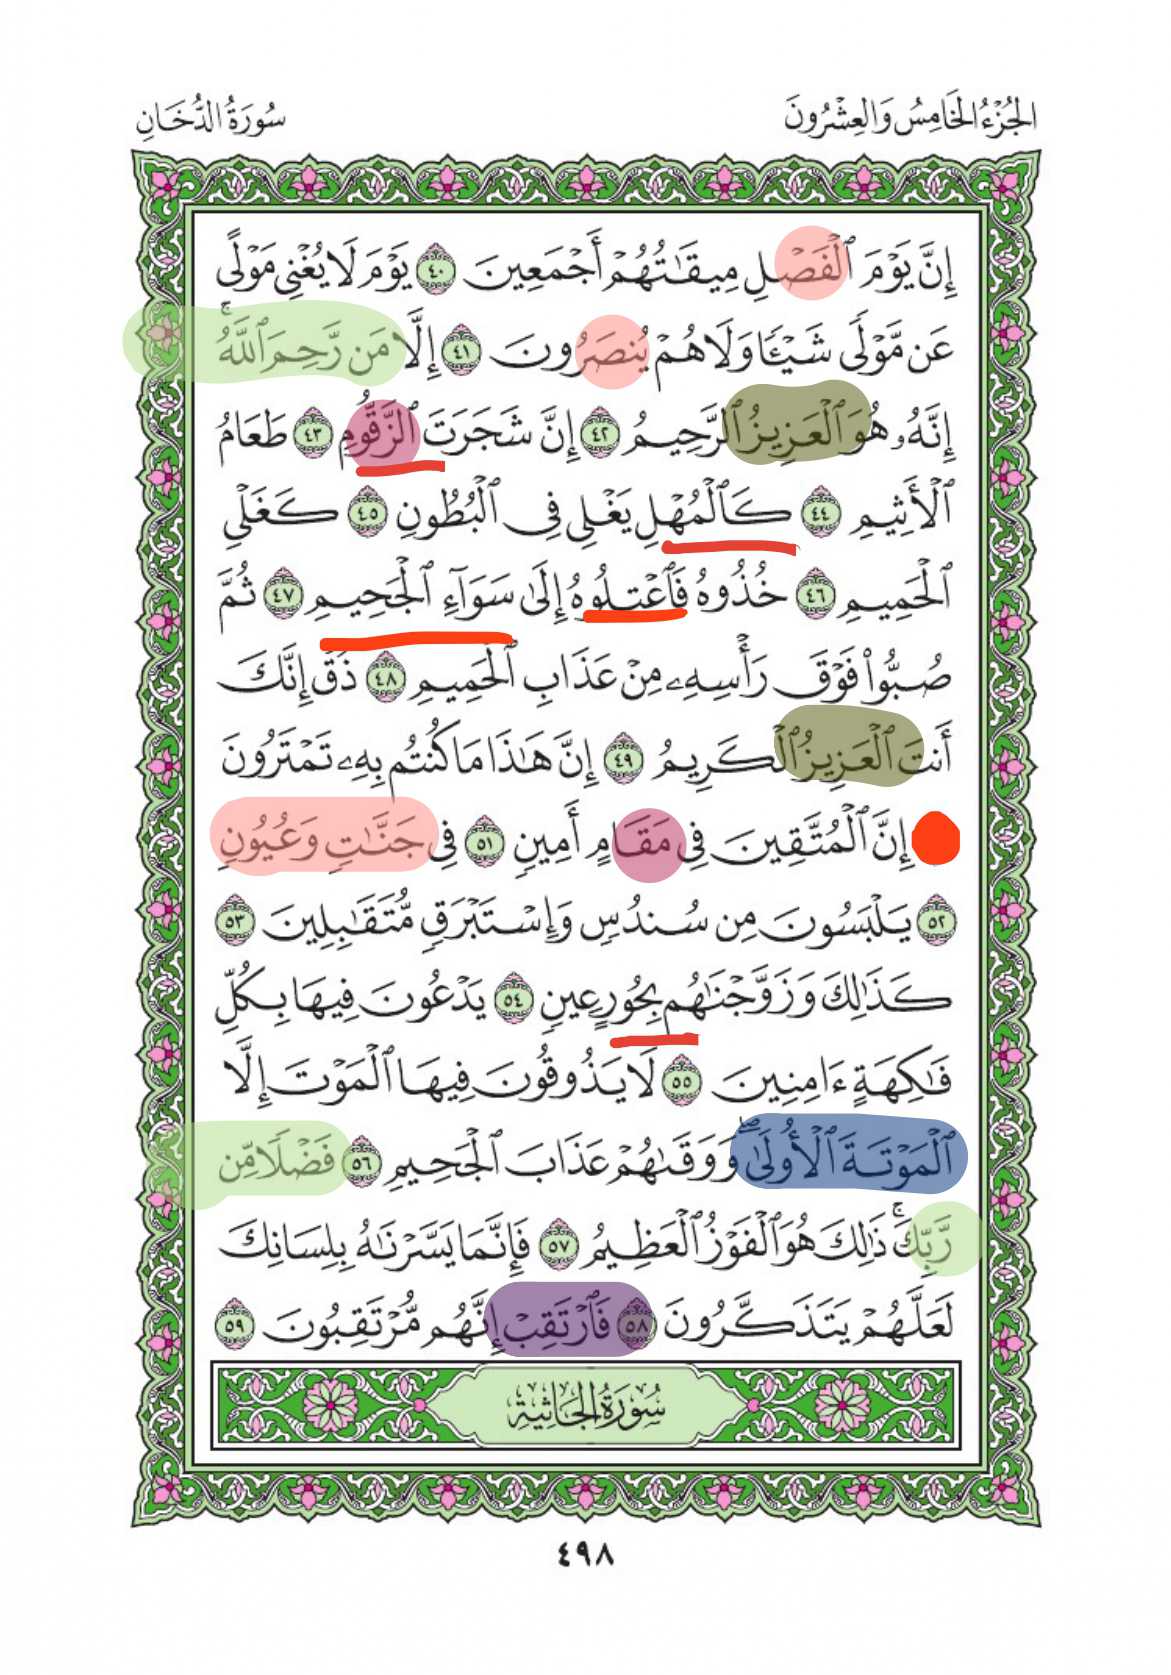 الجُزْءُ الخَامِسُ وَالعِشْرُونَ
سُورَةُ الدُّخَانِ
إِنَّ يَوْمَ ٱلْفَصْلِ مِيقَٰتُهُمْ أَجْمَعِينَ ٤٠ يَوْمَ لَا يُغْنِى مَوْلًى
عَن مَّوْلًى شَيْـًٔا وَلَا هُمْ يُنصَرُونَ ٤١ إِلَّا مَن رَّحِمَ ٱللَّهُ ۚ
إِنَّهُۥ هُوَ ٱلْعَزِيزُ ٱلرَّحِيمُ ٤٢ إِنَّ شَجَرَتَ ٱلزَّقُّومِ ٤٣ طَعَامُ
ٱلْأَثِيمِ ٤٤ كَٱلْمُهْلِ يَغْلِى فِى ٱلْبُطُونِ ٤٥ كَغَلْىِ
ٱلْحَمِيمِ ٤٦ خُذُوهُ فَٱعْتِلُوهُ إِلَىٰ سَوَآءِ ٱلْجَحِيمِ ٤٧ ثُمَّ
صُبُّوا۟ فَوْقَ رَأْسِهِۦ مِنْ عَذَابِ ٱلْحَمِيمِ ٤٨ ذُقْ إِنَّكَ
أَنتَ ٱلْعَزِيزُ ٱلْكَرِيمُ ٤٩ إِنَّ هَٰذَا مَا كُنتُم بِهِۦ تَمْتَرُونَ
إِنَّ ٱلْمُتَّقِينَ فِى مَقَامٍ أَمِينٍ ٥١ فِى جَنَّٰتٍ وَعُيُونٍ
٥٢ يَلْبَسُونَ مِن سُندُسٍ وَإِسْتَبْرَقٍ مُّتَقَٰبِلِينَ ٥٣
كَذَٰلِكَ وَزَوَّجْنَٰهُم بِحُورٍ عِينٍ ٥٤ يَدْعُونَ فِيهَا بِكُلِّ
فَٰكِهَةٍ ءَامِنِينَ ٥٥ لَا يَذُوقُونَ فِيهَا ٱلْمَوْتَ إِلَّا
ٱلْمَوْتَةَ ٱلْأُولَىٰ ۖ وَوَقَىٰهُمْ عَذَابَ ٱلْجَحِيمِ ٥٦ فَضْلًا مِّن
رَّبِّكَ ۚ ذَٰلِكَ هُوَ ٱلْفَوْزُ ٱلْعَظِيمُ ٥٧ فَإِنَّمَا يَسَّرْنَٰهُ بِلِسَانِكَ
لَعَلَّهُمْ يَتَذَكَّرُونَ ٥٨ فَٱرْتَقِبْ إِنَّهُم مُّرْتَقِبُونَ ٥٩
سُورَةُ الجَاثِيَةِ
٤٩٨